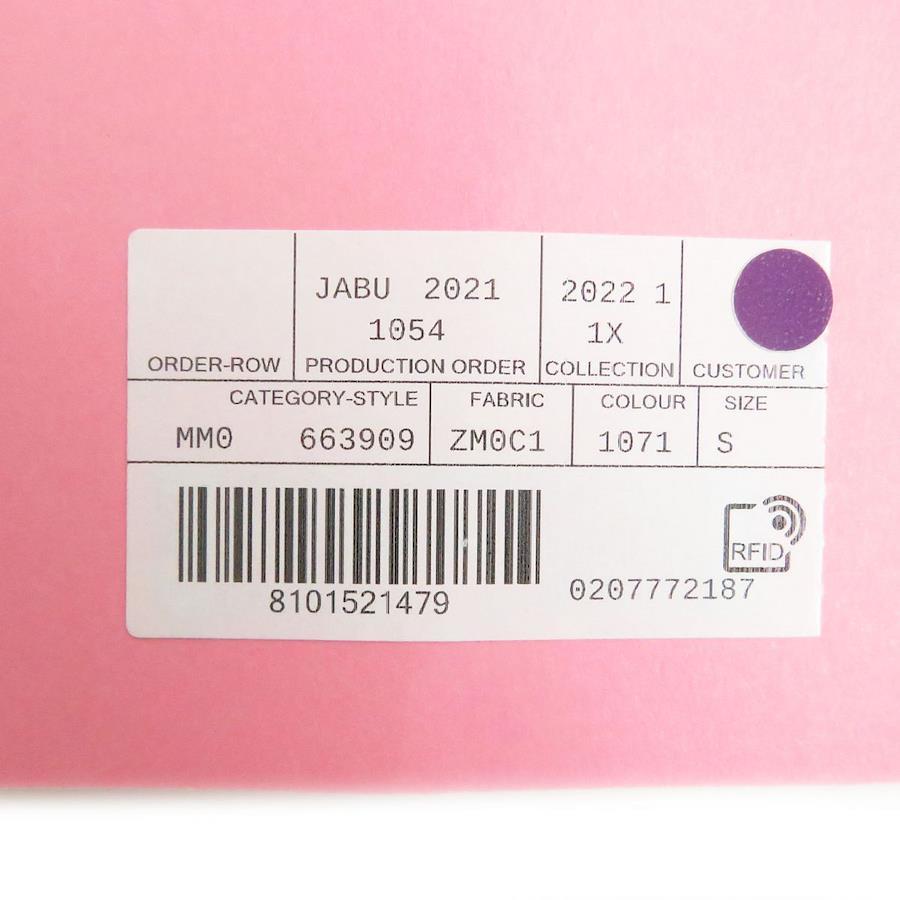 JABU 2021
1054
2022 1
1X
ORDER-ROW PRODUCTION ORDER COLLECTION CUSTOMER
CATEGORY-STYLE FABRIC COLOUR SIZE
MM0 663909 ZM0C1 1071 S
RFID
8101521479 0207772187